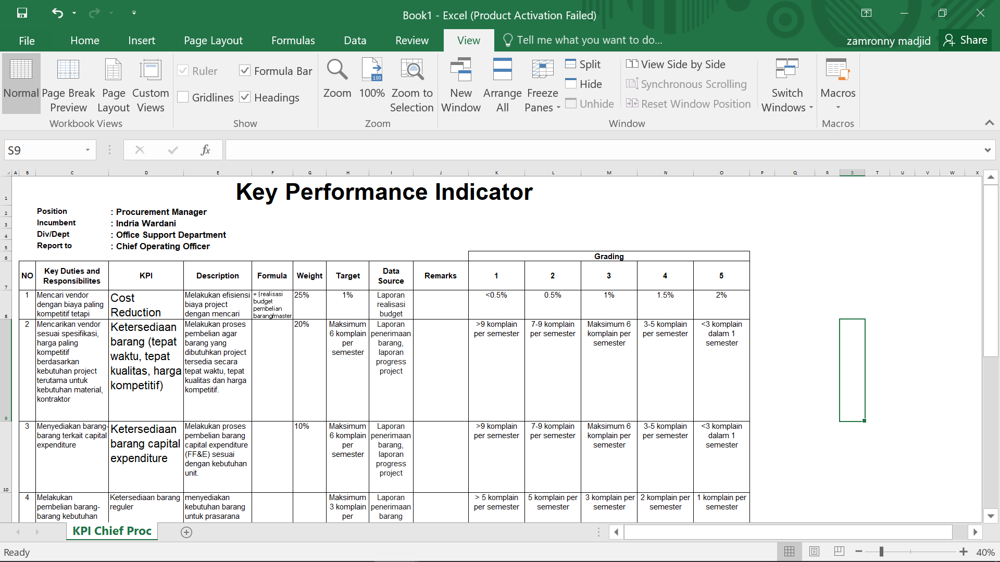 Book1 - Excel (Product Activation Failed)
File Home Insert Page Layout Formulas Data Review View Tell me what you want to do... zamronny madjid Share
Normal
Page Break Preview
Page Layout
Custom Views
Workbook Views
Ruler
Formula Bar
Gridlines
Headings
Show
Zoom
100
100%
Zoom to Selection
Zoom
New Window
Arrange All
Freeze Panes
Split
Hide
Unhide
View Side by Side
Synchronous Scrolling
Reset Window Position
Switch Windows
Window
Macros
Macros
S9
fx
A B C D E F G H I J K L M N O P Q R S T U V W X
1
Key Performance Indicator
2
Position : Procurement Manager
3
Incumbent : Indria Wardani
4
Div/Dept : Office Support Department
5
Report to : Chief Operating Officer
6
Grading
7
NO
Key Duties and
Responsibilites
KPI
Description
Formula
Weight
Target
Data
Source
Remarks
1
2
3
4
5
8
1
Mencari vendor
dengan biaya paling
kompetitif tetapi
Cost
Reduction
Melakukan efisiensi
biaya project
dengan mencari
= (realisasi
budget
pembelian
barang/master
25%
1%
Laporan
realisasi
budget
<0.5%
0.5%
1%
1.5%
2%
9
2
Mencarikan vendor
sesuai spesifikasi,
harga paling
kompetitif
berdasarkan
kebutuhan project
terutama untuk
kebutuhan material,
kontraktor
Ketersediaan
barang (tepat
waktu, tepat
kualitas, harga
kompetitif)
Melakukan proses
pembelian agar
barang yang
dibutuhkan project
tersedia secara
tepat waktu, tepat
kualitas dan harga
kompetitif.
20%
Maksimum
6 komplain
per
semester
Laporan
penerimaan
barang,
laporan
progress
project
>9 komplain
per semester
7-9 komplain
per semester
Maksimum 6
komplain per
semester
3-5 komplain
per semester
<3 komplain
dalam 1
semester
10
3
Menyediakan barang-
barang terkait capital
expenditure
Ketersediaan
barang capital
expenditure
Melakukan proses
pembelian barang
capital expenditure
(FF&E) sesuai
dengan kebutuhan
unit.
10%
Maksimum
6 komplain
per
semester
Laporan
penerimaan
barang,
laporan
progress
project
>9 komplain
per semester
7-9 komplain
per semester
Maksimum 6
komplain per
semester
3-5 komplain
per semester
<3 komplain
dalam 1
semester
4
Melakukan
pembelian barang-
barang kebutuhan
Ketersediaan barang
reguler
menyediakan
kebutuhan barang
untuk prasarana
Maksimum
3 komplain
per
Laporan
penerimaan
barang
> 5 komplain
per semester
5 komplain per
semester
3 komplain per
semester
2 komplain per
semester
1 komplain per
semester
KPI Chief Proc
Ready
40%